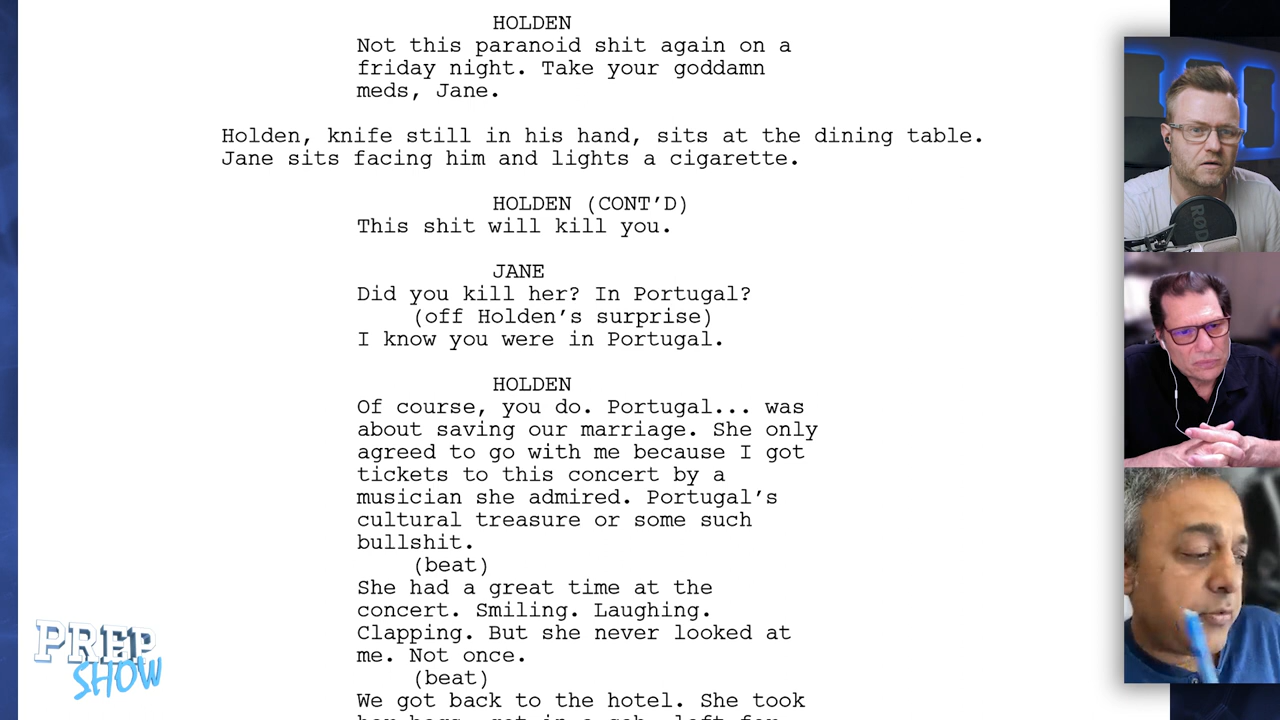 HOLDEN
Not this paranoid shit again on a
friday night. Take your goddamn
meds, Jane.
Holden, knife still in his hand, sits at the dining table.
Jane sits facing him and lights a cigarette.
HOLDEN (CONT'D)
This shit will kill you.
JANE
Did you kill her? In Portugal?
(off Holden's surprise)
I know you were in Portugal.
HOLDEN
Of course, you do. Portugal... was
about saving our marriage. She only
agreed to go with me because I got
tickets to this concert by a
musician she admired. Portugal's
cultural treasure or some such
bullshit.
(beat)
She had a great time at the
concert. Smiling. Laughing.
Clapping. But she never looked at
me. Not once.
(beat)
We got back to the hotel. She took
PREP
SHOW
RØD